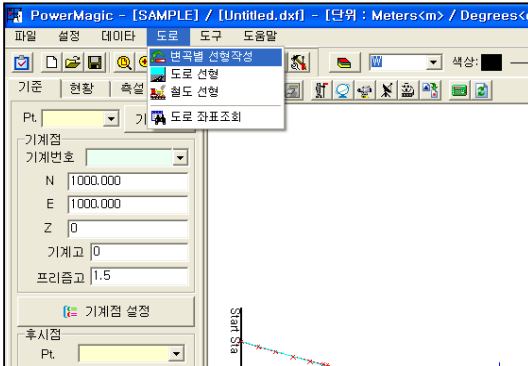 PowerMagic - [SAMPLE] / [Untitled.dxf] - [단위 : Meters<m> / Degrees<
파일 설정 데이타 도로 도구 도움말
변곡별 선형작성
도로 선형
철도 선형
도로 좌표조회
W 색상:
기준 현황 측설
Pt. 기
기계점
기계번호
N 1000.000
E 1000.000
Z 0
기계고 0
프리즘고 1.5
기계점 설정
후시점
Pt.
Start Sta